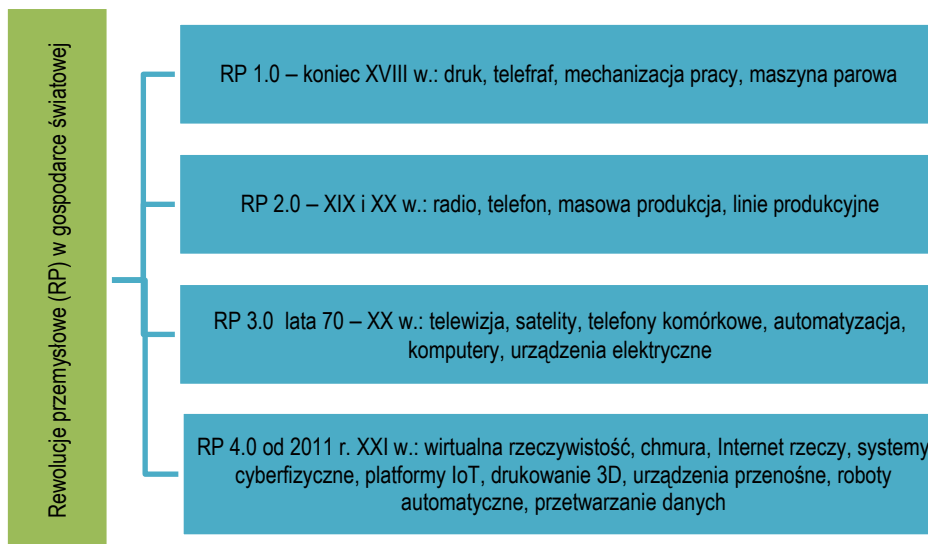 Rewolucje przemysłowe (RP) w gospodarce światowej
RP 1.0 – koniec XVIII w.: druk, telefraf, mechanizacja pracy, maszyna parowa
RP 2.0 – XIX i XX w.: radio, telefon, masowa produkcja, linie produkcyjne
RP 3.0 lata 70 – XX w.: telewizja, satelity, telefony komórkowe, automatyzacja,
komputery, urządzenia elektryczne
RP 4.0 od 2011 r. XXI w.: wirtualna rzeczywistość, chmura, Internet rzeczy, systemy
cyberfizyczne, platformy IoT, drukowanie 3D, urządzenia przenośne, roboty
automatyczne, przetwarzanie danych